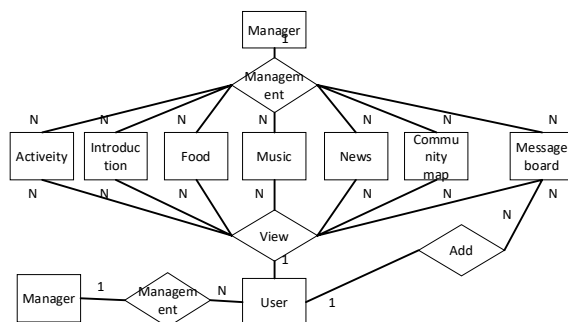 Manager
1
Managem
ent
N N N N N N N
Activeity
Introduc
tion
Food
Music
News
Commu
nity
map
Message
board
N N N N N N N
View
N
Add
1
Manager
1
Managem
ent
N
User
1